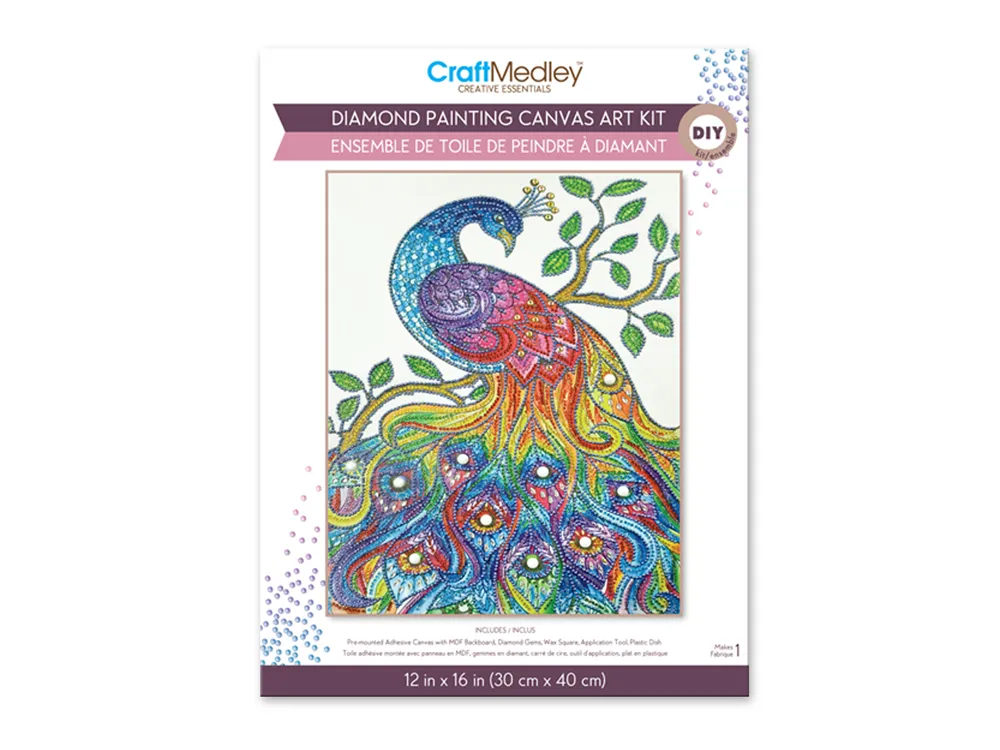 CraftMedley™
CREATIVE ESSENTIALS
DIAMOND PAINTING CANVAS ART KIT
ENSEMBLE DE TOILE DE PEINDRE À DIAMANT
DIY
kit/ensemble
INCLUDES / INCLUS
Pre-mounted Adhesive Canvas with MDF Backboard, Diamond Gems, Wax Square, Application Tool, Plastic Dish
Toile adhésive montée avec panneau en MDF, gemmes en diamant, carré de cire, outil d'application, plat en plastique
Makes
Fabrique 1
12 in x 16 in (30 cm x 40 cm)